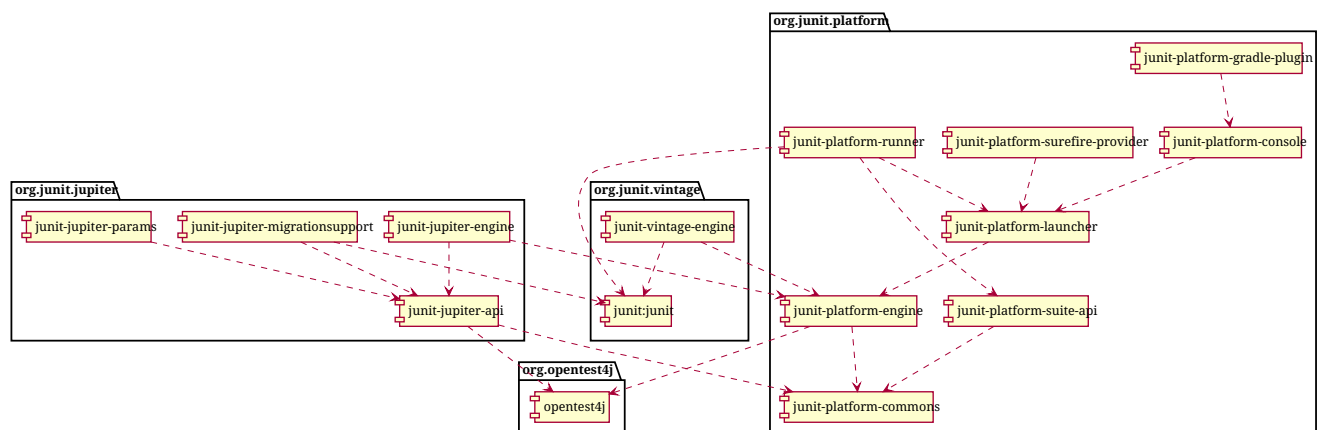 org.junit.platform
junit-platform-gradle-plugin
junit-platform-runner
junit-platform-surefire-provider
junit-platform-console
org.junit.jupiter
org.junit.vintage
junit-jupiter-params
junit-jupiter-migrationsupport
junit-jupiter-engine
junit-vintage-engine
junit-platform-launcher
junit-jupiter-api
junit:junit
junit-platform-engine
junit-platform-suite-api
org.opentest4j
opentest4j
junit-platform-commons